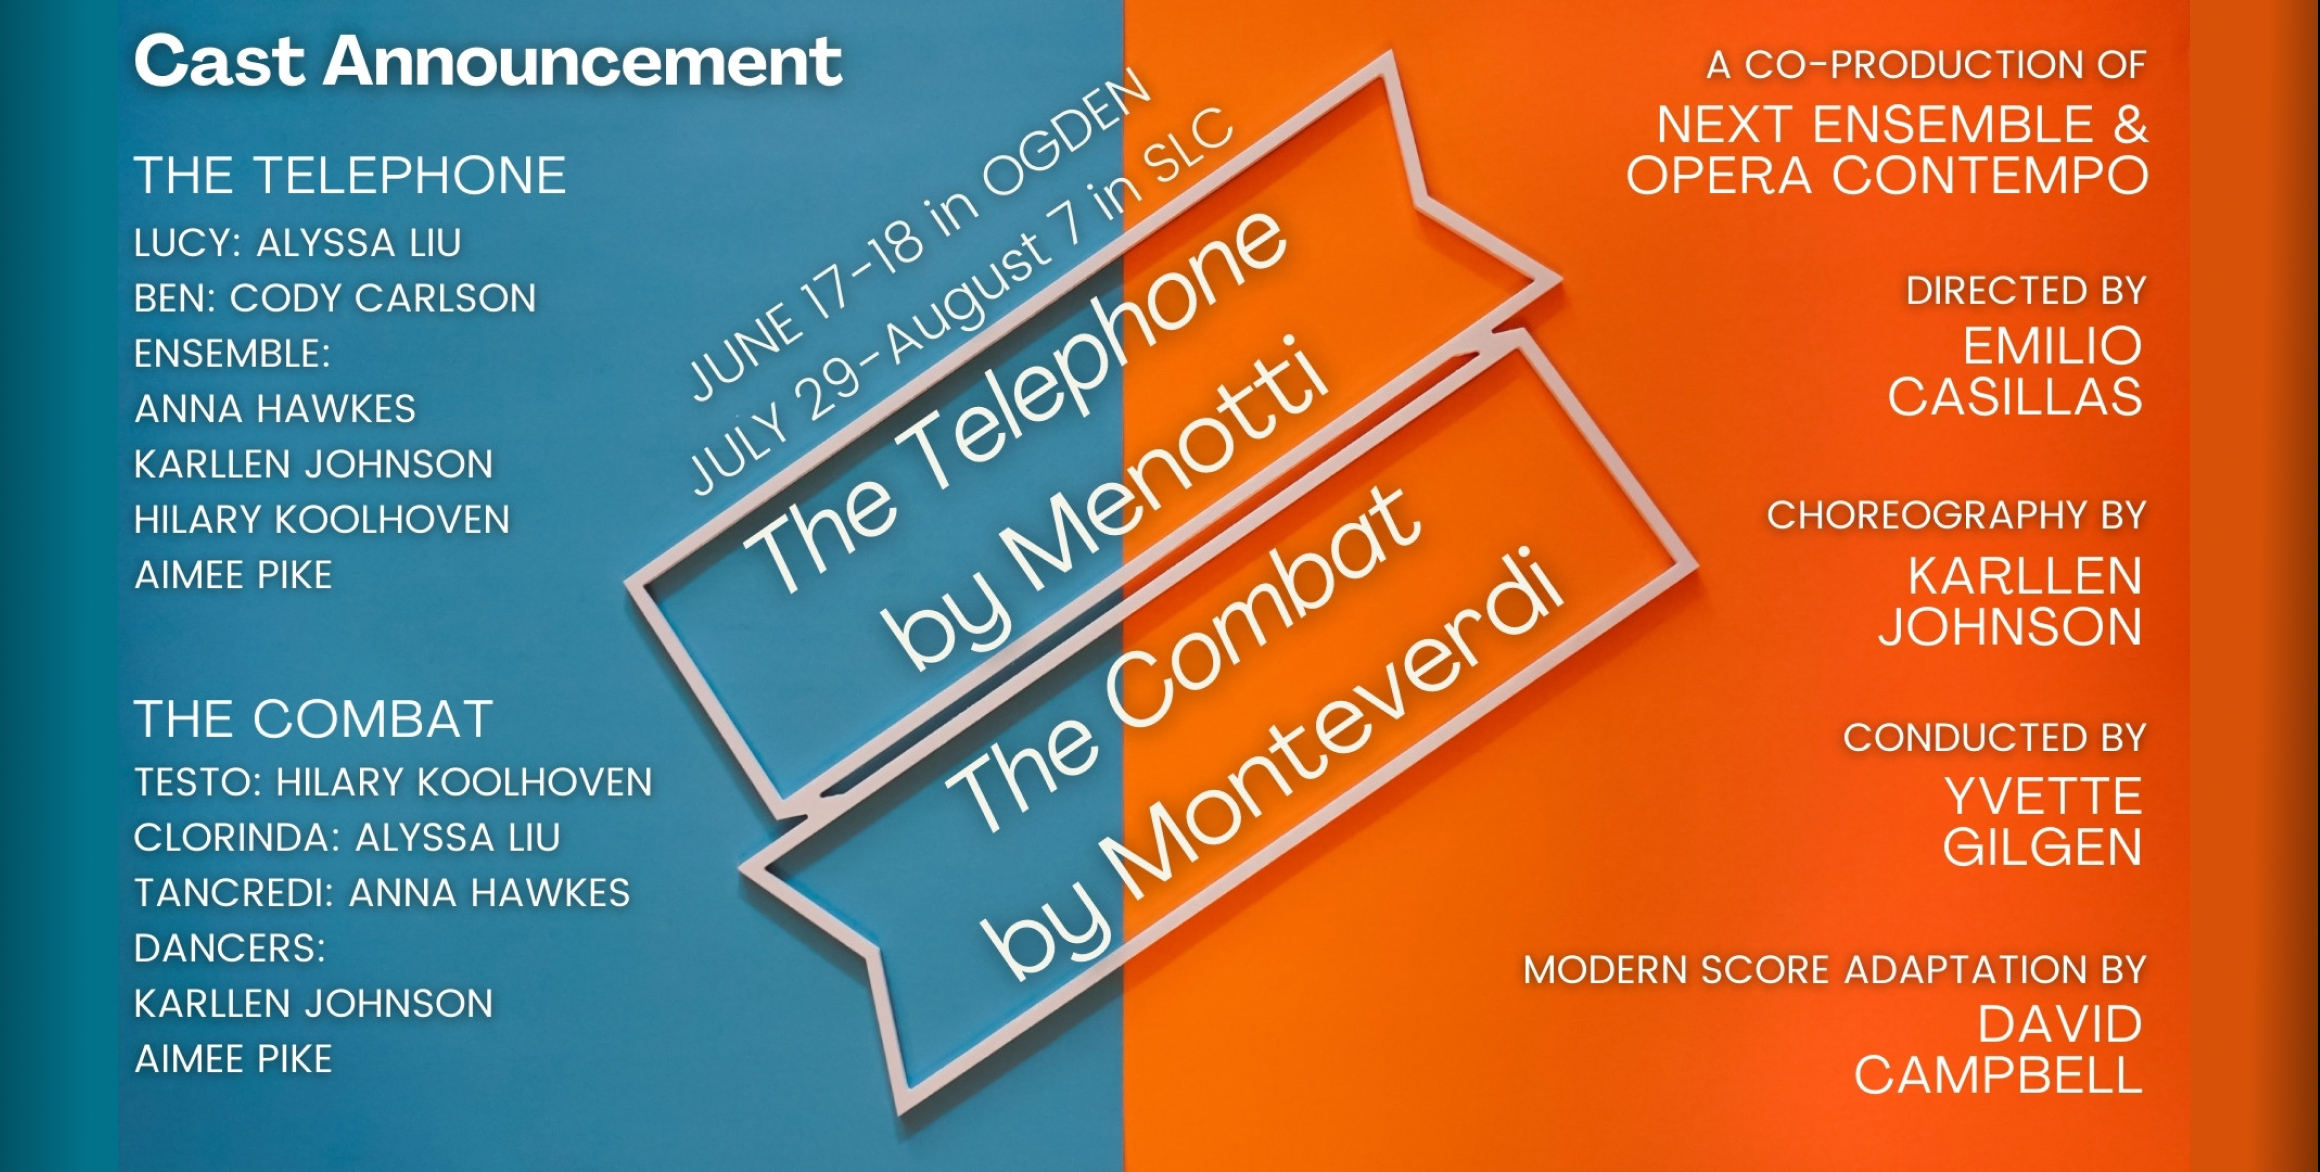 Cast Announcement
THE TELEPHONE
LUCY: ALYSSA LIU
BEN: CODY CARLSON
ENSEMBLE:
ANNA HAWKES
KARLLEN JOHNSON
HILARY KOOLHOVEN
AIMEE PIKE
THE COMBAT
TESTO: HILARY KOOLHOVEN
CLORINDA: ALYSSA LIU
TANCREDI: ANNA HAWKES
DANCERS:
KARLLEN JOHNSON
AIMEE PIKE
JUNE 17-18 in OGDEN
JULY 29-August 7 in SLC
The Telephone
by Menotti
The Combat
by Monteverdi
A CO-PRODUCTION OF
NEXT ENSEMBLE &
OPERA CONTEMPO
DIRECTED BY
EMILIO
CASILLAS
CHOREOGRAPHY BY
KARLLEN
JOHNSON
CONDUCTED BY
YVETTE
GILGEN
MODERN SCORE ADAPTATION BY
DAVID
CAMPBELL